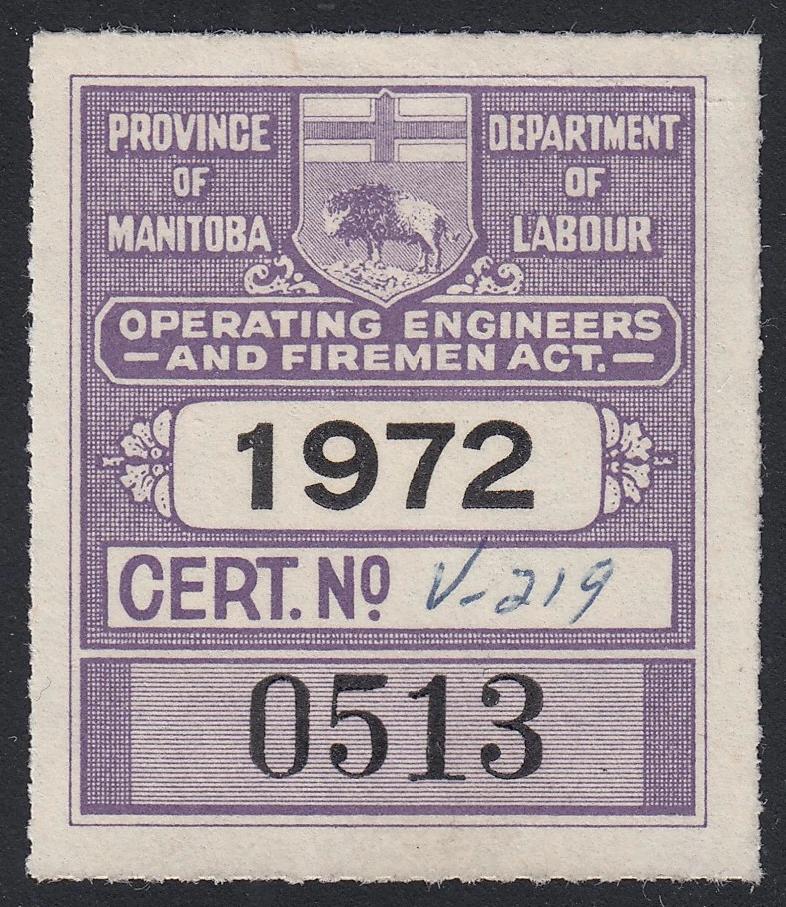 PROVINCE
OF
MANITOBA
DEPARTMENT
OF
LABOUR
OPERATING ENGINEERS
—AND FIREMEN ACT.—
1972
CERT. Nº V-219
0513